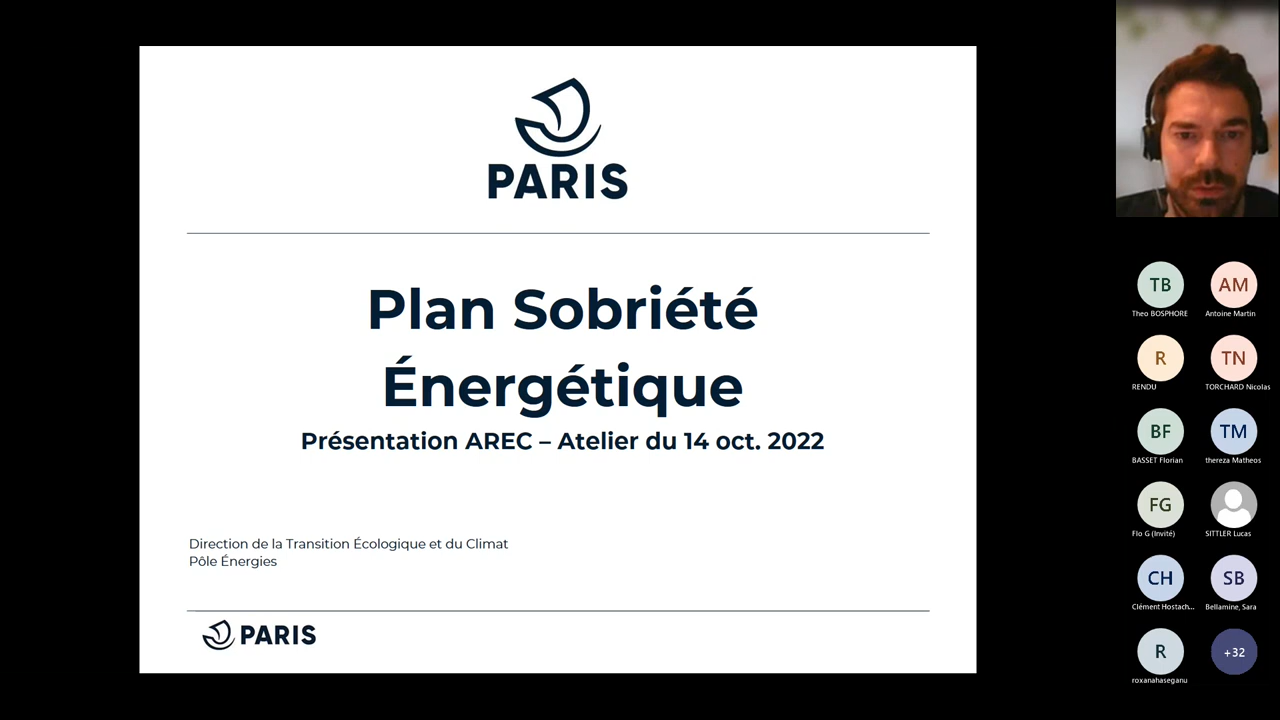 PARIS
Plan Sobriété
Énergétique
Présentation AREC – Atelier du 14 oct. 2022
Direction de la Transition Écologique et du Climat
Pôle Énergies
PARIS
TB
AM
Theo BOSPHORE
Antoine Martin
R
TN
RENDU
TORCHARD Nicolas
BF
TM
BASSET Florian
thereza Matheos
FG
Flo G (Invité)
SITTLER Lucas
CH
SB
Clément Hostach...
Bellamine, Sara
R
+32
roxanahaseganu